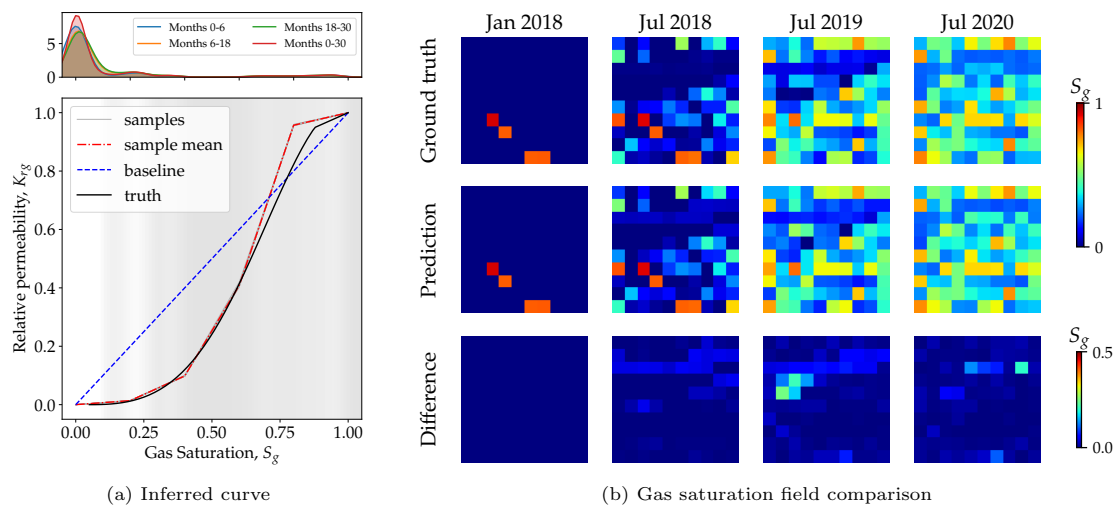 Months 0-6
Months 18-30
Months 6-18
Months 0-30
5
0
samples
sample mean
baseline
truth
Relative permeability, K_rg
1.0
0.8
0.6
0.4
0.2
0.0
0.00
0.25
0.50
0.75
1.00
Gas Saturation, S_g
(a) Inferred curve
Jan 2018
Jul 2018
Jul 2019
Jul 2020
Ground truth
Prediction
Difference
S_g
1
0
S_g
0.5
0.0
(b) Gas saturation field comparison